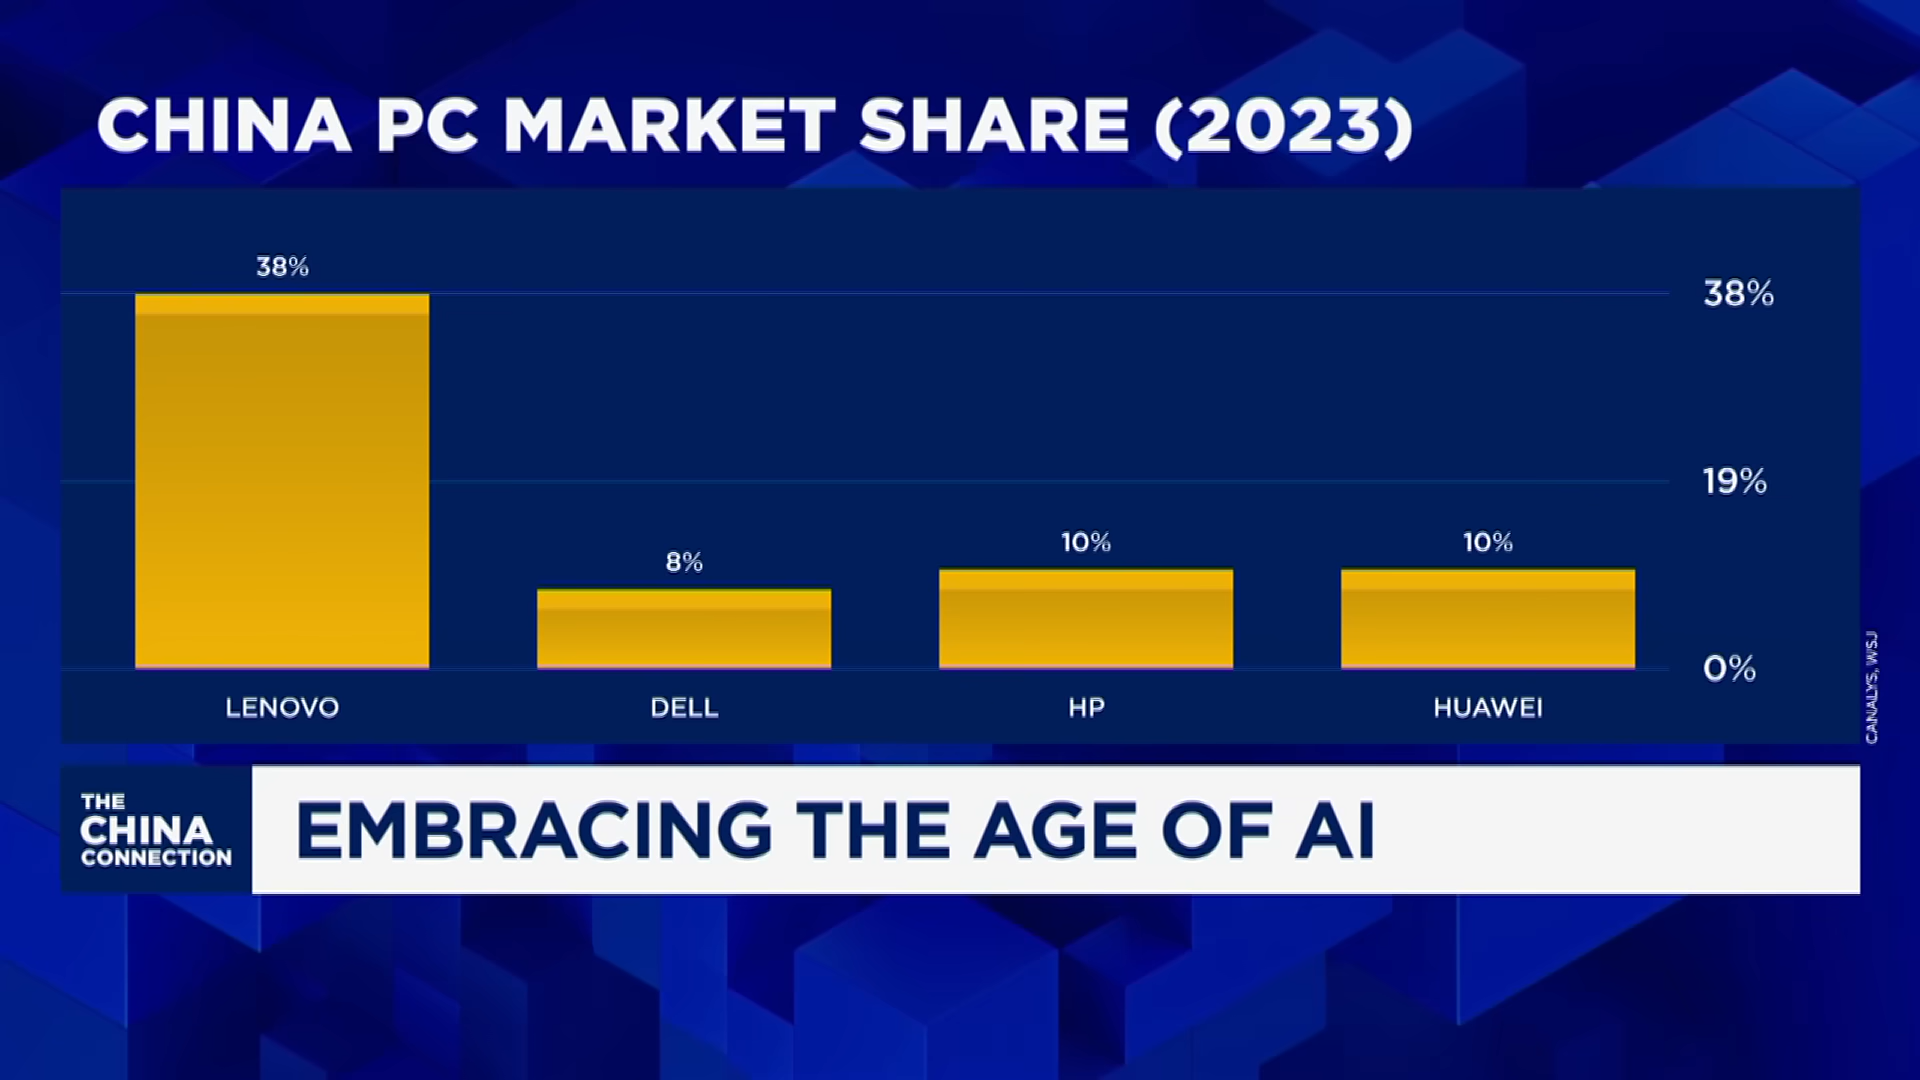 CHINA PC MARKET SHARE (2023)
38%
38%
19%
8%
10%
10%
0%
LENOVO
DELL
HP
HUAWEI
CANALYS, WSJ
THE
CHINA
CONNECTION
EMBRACING THE AGE OF AI